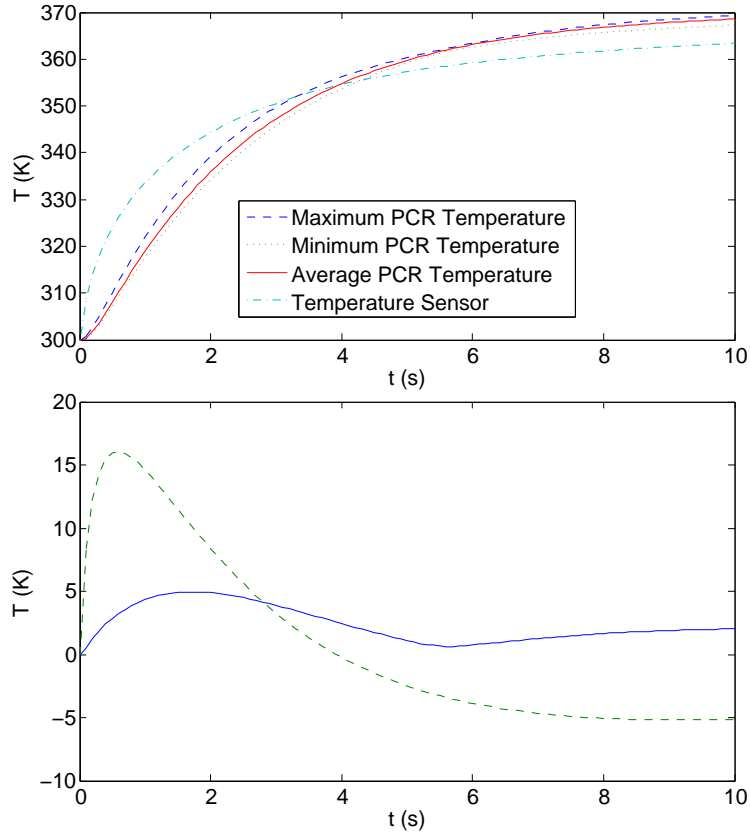 370
360
350
340
330
320
310
300
T (K)
Maximum PCR Temperature
Minimum PCR Temperature
Average PCR Temperature
Temperature Sensor
0 2 4 6 8 10
t (s)
20
15
10
5
0
−5
−10
T (K)
0 2 4 6 8 10
t (s)